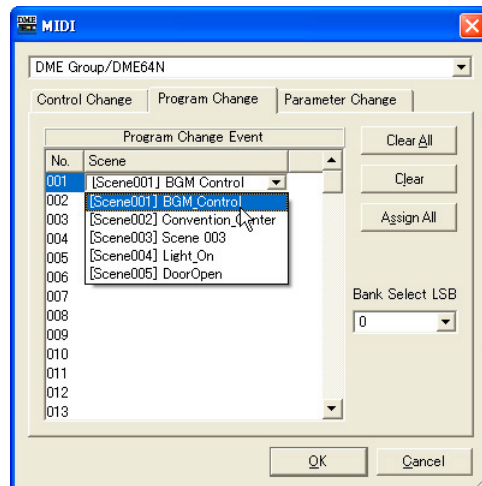 DME MIDI
DME Group/DME64N
Control Change Program Change Parameter Change
Program Change Event
Clear All
No. Scene
001 [Scene001] BGM Control
Clear
002 [Scene001] BGM_Control
003 [Scene002] Convention_Center
Assign All
004 [Scene003] Scene 003
005 [Scene004] Light_On
006 [Scene005] DoorOpen
007
Bank Select LSB
008
0
009
010
011
012
013
OK Cancel